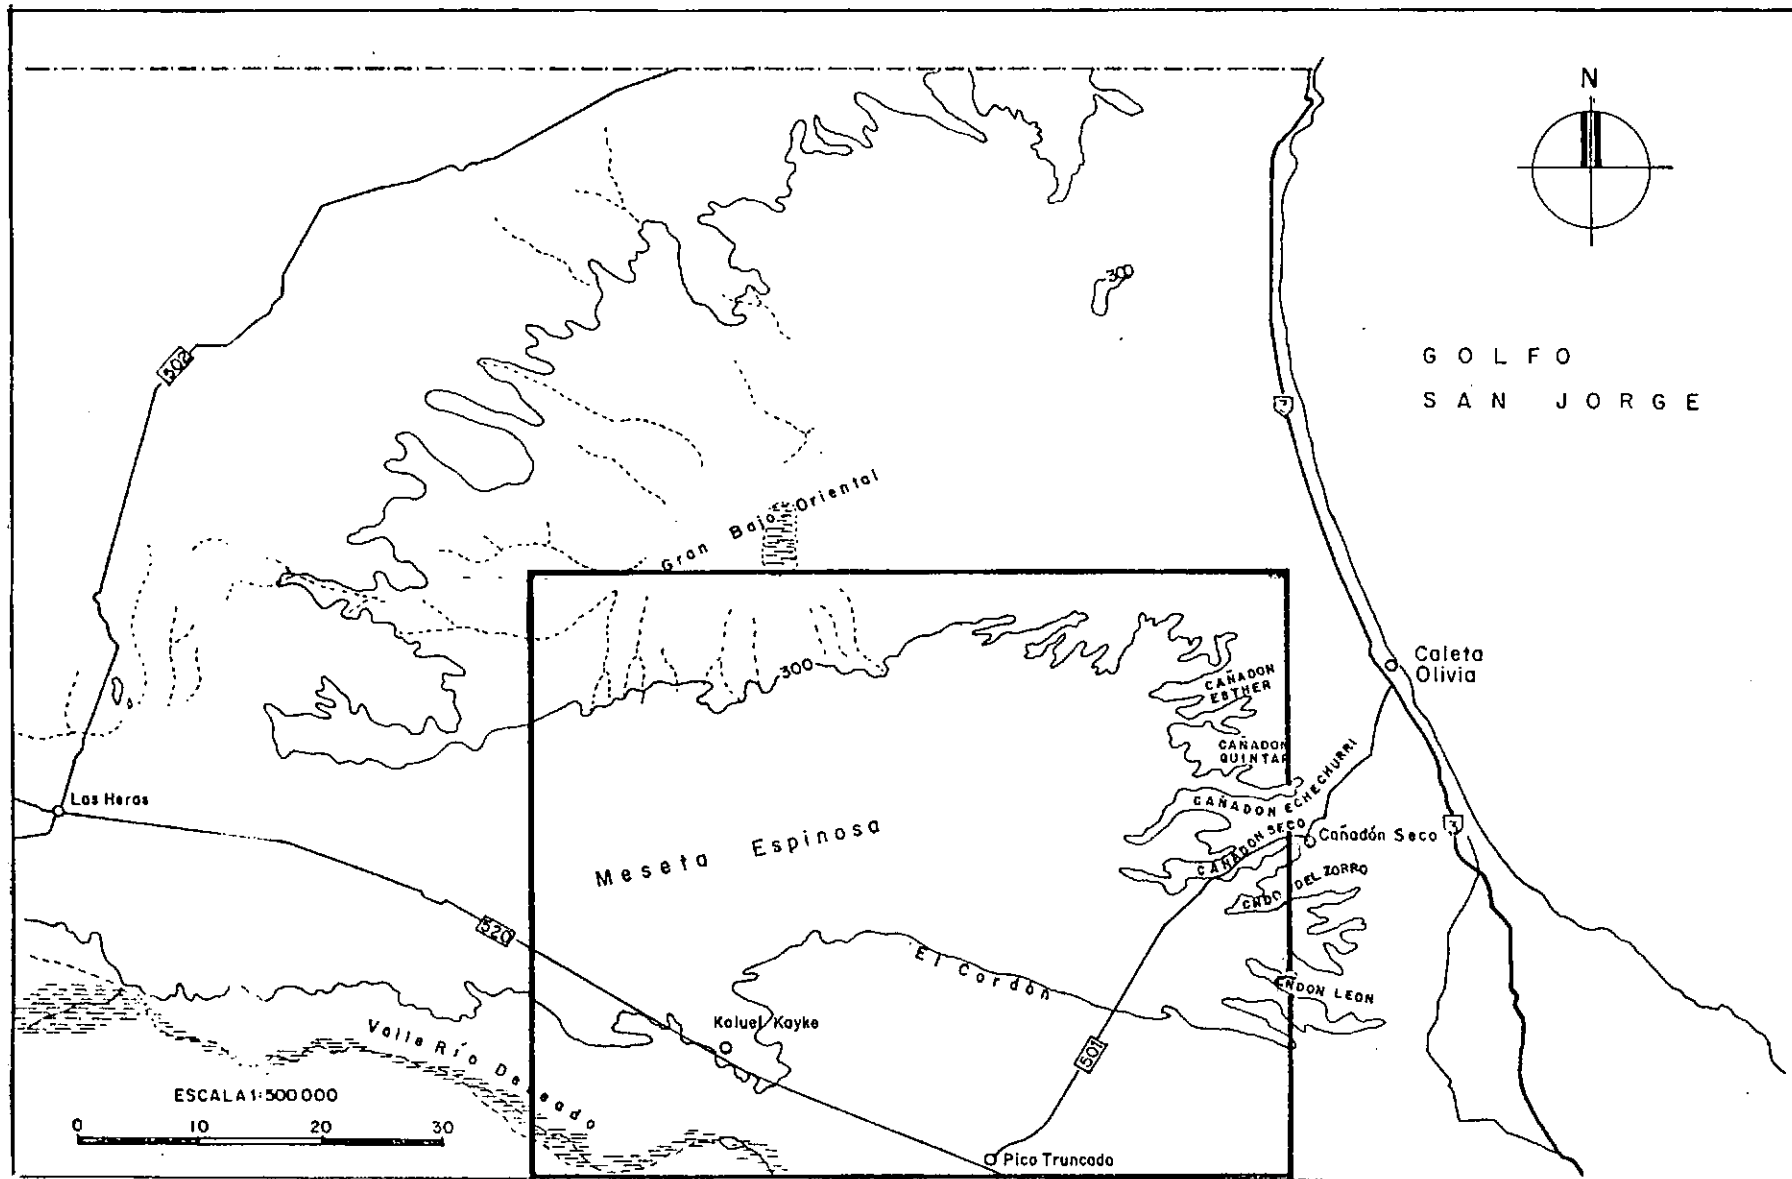 N
300
GOLFO
SAN JORGE
502
3
Gran Bajo Oriental
Caleta
Olivia
300
CAÑADON
ESTHER
CAÑADON
QUINTAR
CAÑADON ECHECHURRI
Las Heras
CAÑADON SECO
Cañadón Seco
3
Meseta Espinosa
CNDO. DEL ZORRO
520
El Cordón
CNDON LEON
Koluel Kayke
Valle Río Deseado
501
ESCALA 1:500000
0 10 20 30
Pico Truncado